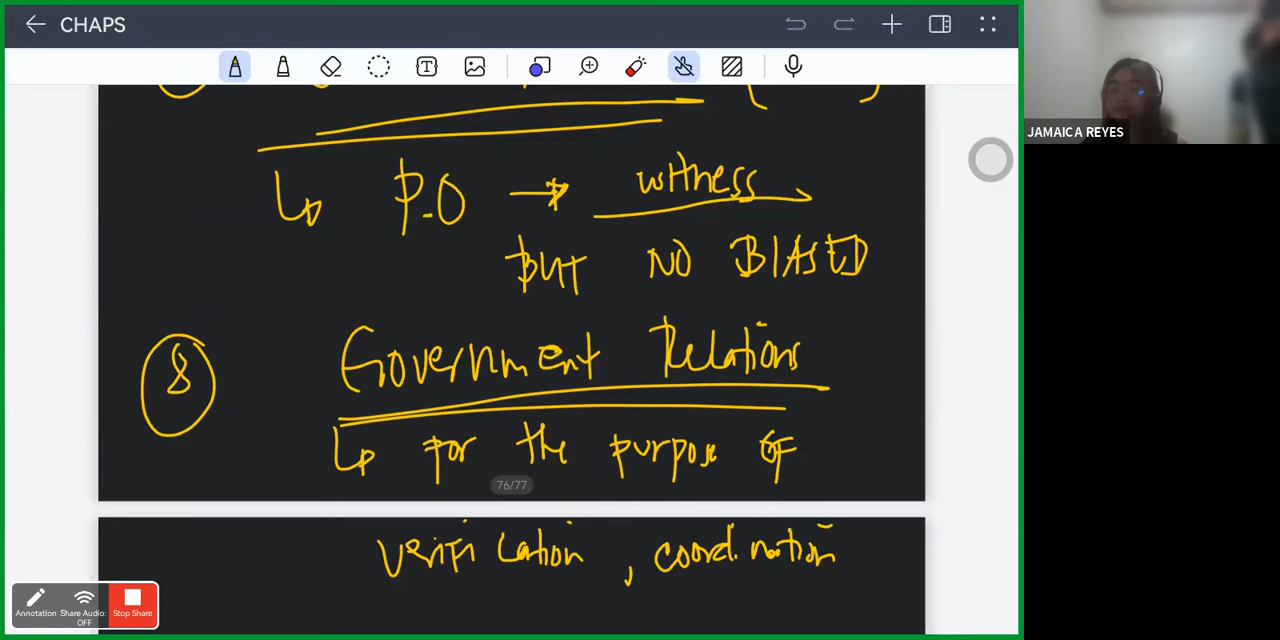 CHAPS
JAMAICA REYES
P.O → witness
BUT NO BIASED
8 Government Relations
↳ for the purpose of
76/77
verification , coordination
Annotation
Share Audio: OFF
Stop Share